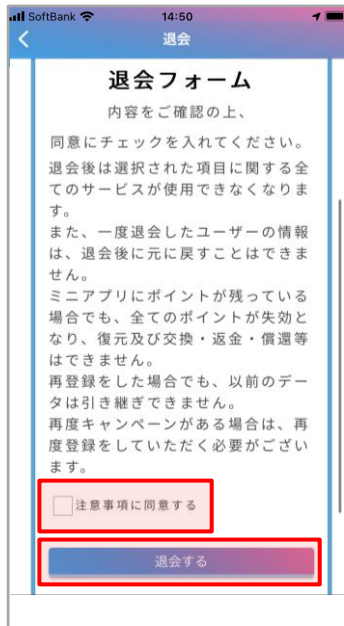 SoftBank 14:50
退会
退会フォーム
内容をご確認の上、
同意にチェックを入れてください。
退会後は選択された項目に関する全
てのサービスが使用できなくなりま
す。
また、一度退会したユーザーの情報
は、退会後に元に戻すことはできま
せん。
ミニアプリにポイントが残っている
場合でも、全てのポイントが失効と
なり、復元及び交換・返金・償還等
はできません。
再登録をした場合でも、以前のデー
タは引き継ぎできません。
再度キャンペーンがある場合は、再
度登録をしていただく必要がござい
ます。
注意事項に同意する
退会する